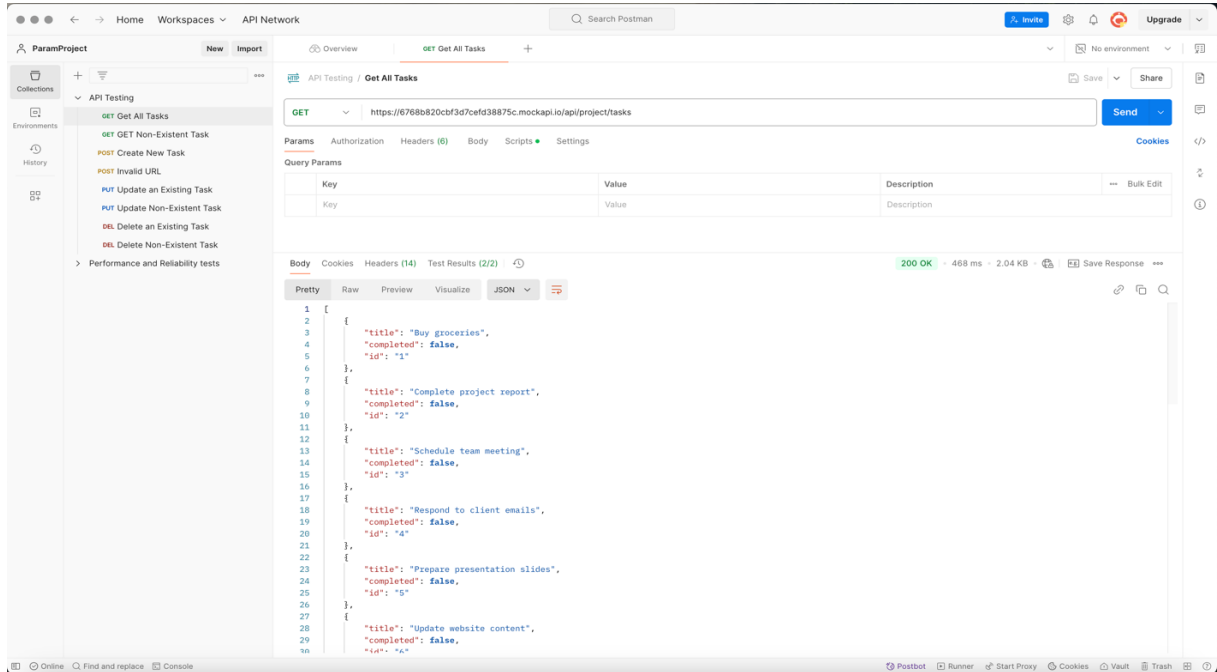 Home Workspaces API Network Search Postman Invite Upgrade
ParamProject New Import Overview GET Get All Tasks No environment
Collections
Environments
History
API Testing
GET Get All Tasks
GET GET Non-Existent Task
POST Create New Task
POST Invalid URL
PUT Update an Existing Task
PUT Update Non-Existent Task
DEL Delete an Existing Task
DEL Delete Non-Existent Task
Performance and Reliability tests
HTTP API Testing / Get All Tasks Save Share
GET https://6768b820cbf3d7cefd38875c.mockapi.io/api/project/tasks Send
Params Authorization Headers (6) Body Scripts Settings Cookies
Query Params
Key Value Description Bulk Edit
Key Value Description
Body Cookies Headers (14) Test Results (2/2) 200 OK 468 ms 2.04 KB Save Response
Pretty Raw Preview Visualize JSON
1 [
2 {
3 "title": "Buy groceries",
4 "completed": false,
5 "id": "1"
6 },
7 {
8 "title": "Complete project report",
9 "completed": false,
10 "id": "2"
11 },
12 {
13 "title": "Schedule team meeting",
14 "completed": false,
15 "id": "3"
16 },
17 {
18 "title": "Respond to client emails",
19 "completed": false,
20 "id": "4"
21 },
22 {
23 "title": "Prepare presentation slides",
24 "completed": false,
25 "id": "5"
26 },
27 {
28 "title": "Update website content",
29 "completed": false,
30 "id": "6"
Online Find and replace Console Postbot Runner Start Proxy Cookies Vault Trash